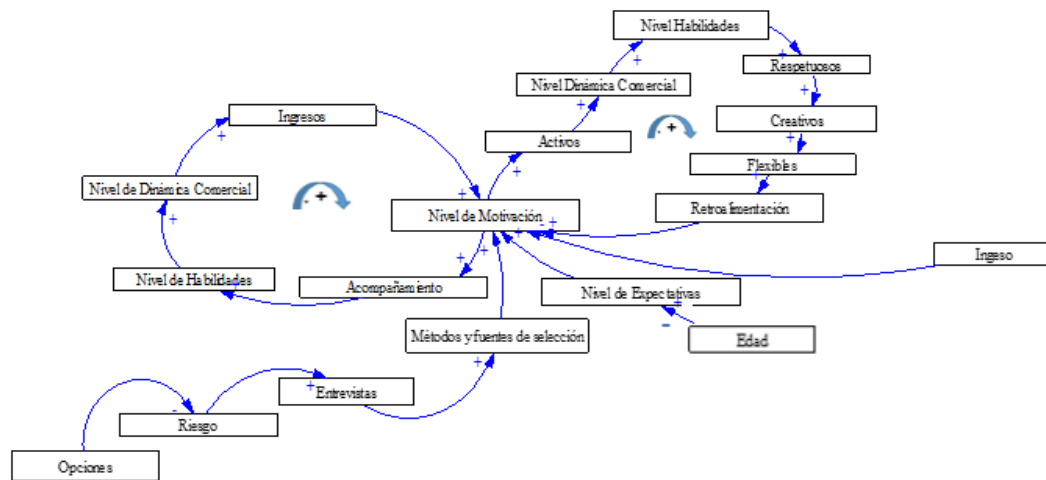 Nivel Habilidades
Respetuosos
Nivel Dinámica Comercial
Ingresos
Creativos
Activos
Flexibles
Nivel de Dinámica Comercial
Nivel de Motivación
Retroalimentación
Ingeso
Nivel de Habilidades
Acompañamiento
Nivel de Expectativas
Métodos y fuentes de selección
Edad
Entrevistas
Riesgo
Opciones